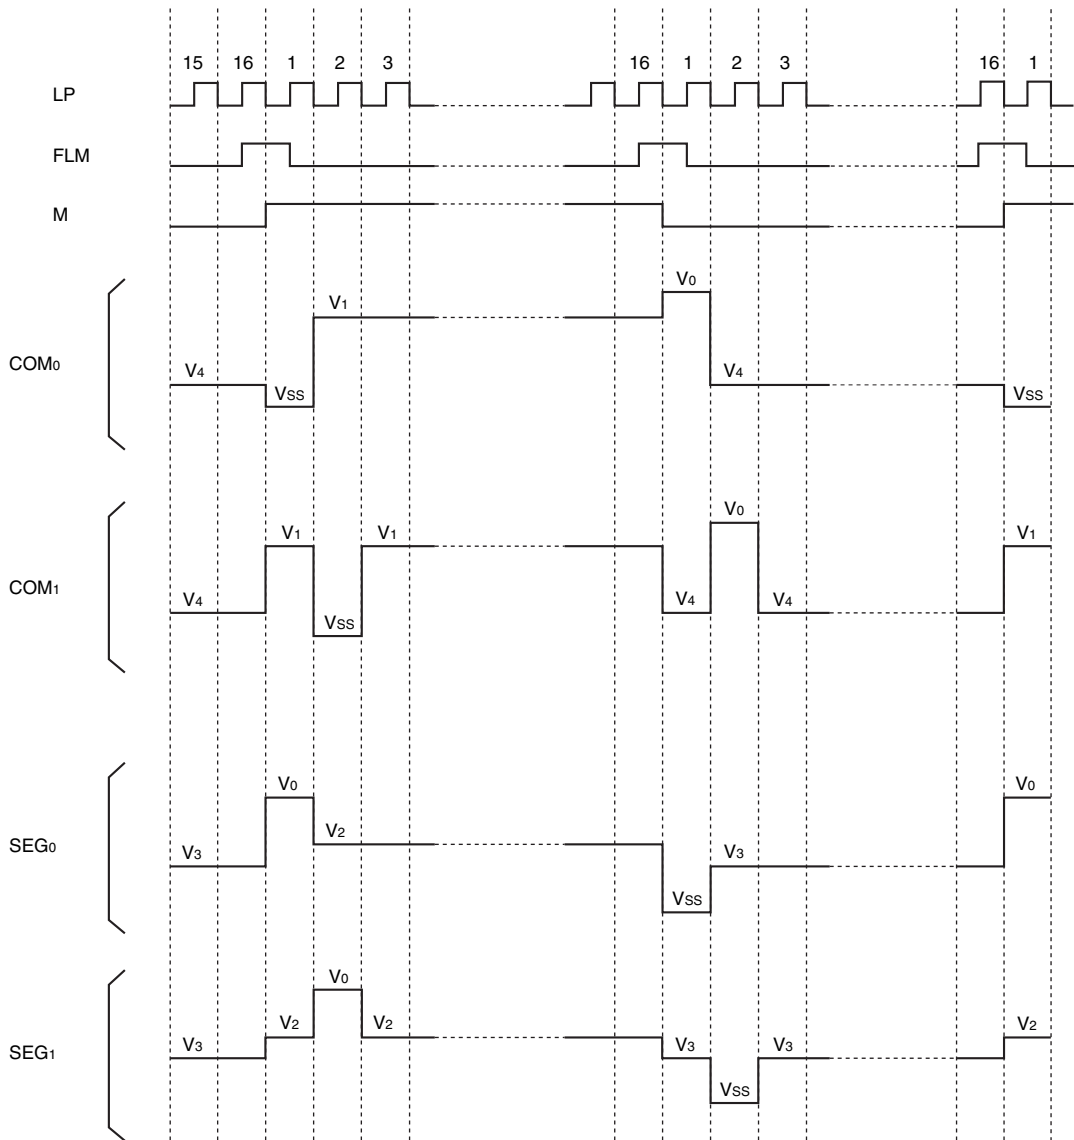 15 16 1 2 3 16 1 2 3 16 1
LP
FLM
M
V0
V1
COM0
V4 V4
VSS VSS
V0
V1 V1 V1
COM1
V4 V4 V4
VSS
V0 V0
V2
SEG0
V3 V3
VSS
V0
V2 V2 V2
SEG1
V3 V3 V3
VSS